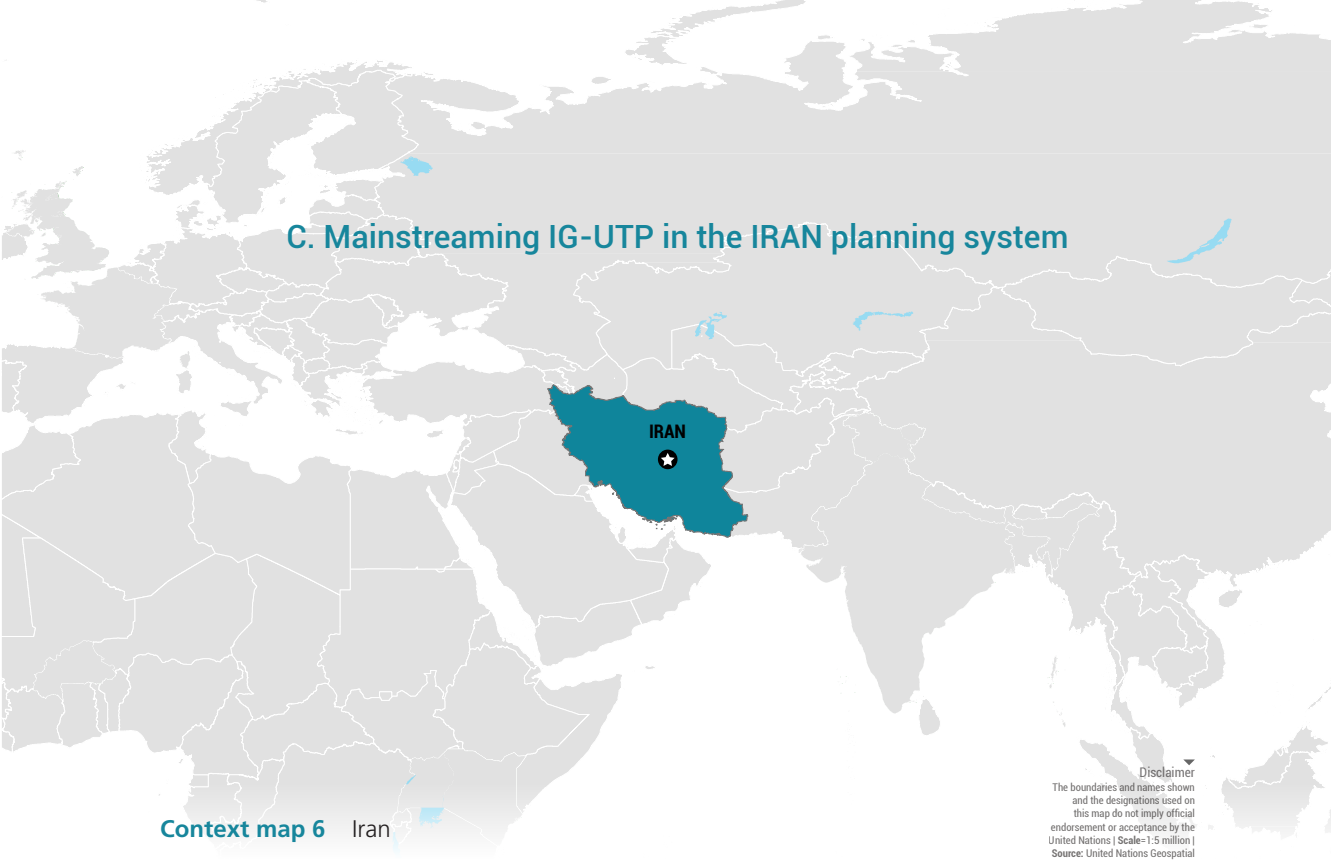 C. Mainstreaming IG-UTP in the IRAN planning system
IRAN
Disclaimer
The boundaries and names shown
and the designations used on
this map do not imply official
endorsement or acceptance by the
United Nations | Scale=1:5 million |
Source: United Nations Geospatial
Context map 6 Iran